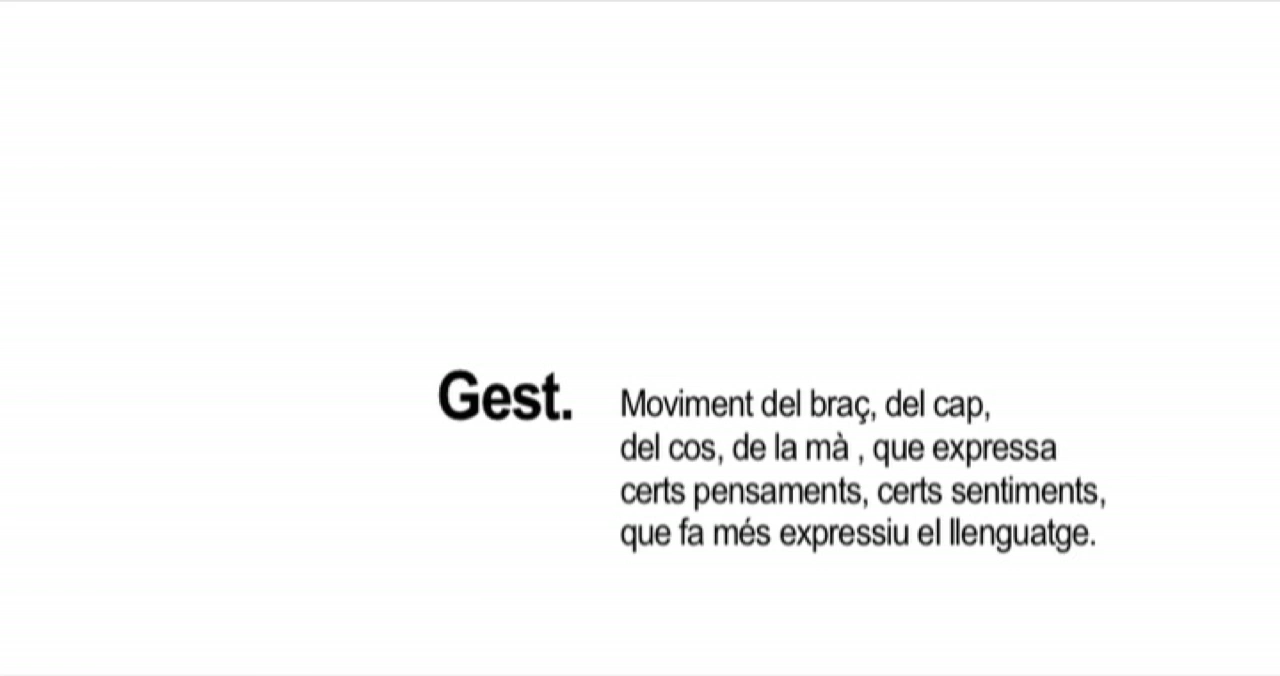 Gest. Moviment del braç, del cap,
del cos, de la mà , que expressa
certs pensaments, certs sentiments,
que fa més expressiu el llenguatge.